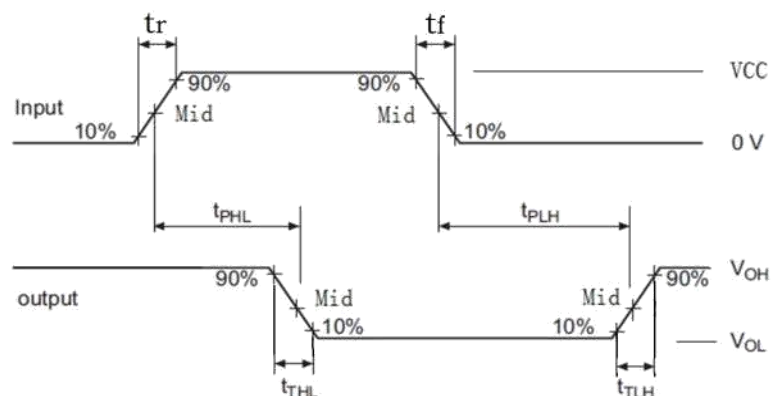 tr tf
90% 90% VCC
Input Mid Mid
10% 10% 0 V
tPHL tPLH
90% 90% VOH
output Mid Mid
10% 10% VOL
tTHL tTLH